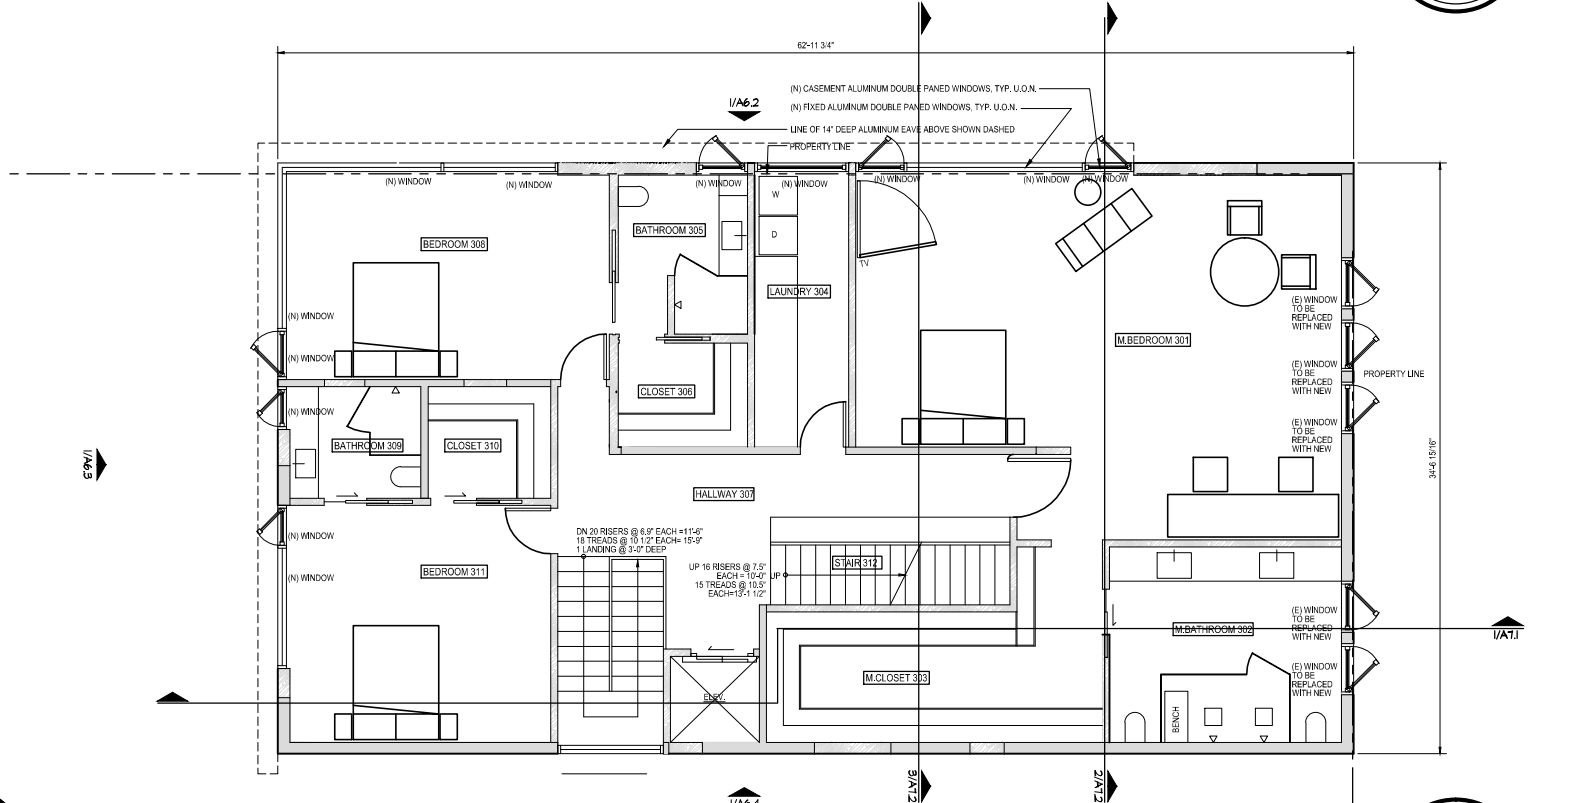 62'-11 3/4"
(N) CASEMENT ALUMINUM DOUBLE PANED WINDOWS, TYP. U.O.N.
1/A6.2
(N) FIXED ALUMINUM DOUBLE PANED WINDOWS, TYP. U.O.N.
LINE OF 14" DEEP ALUMINUM EAVE ABOVE SHOWN DASHED
PROPERTY LINE
(N) WINDOW
(N) WINDOW
(N) WINDOW
(N) WINDOW
(N) WINDOW
(N) WINDOW
(N) WINDOW
W
D
BATHROOM 305
BEDROOM 308
TV
LAUNDRY 304
(N) WINDOW
(E) WINDOW
TO BE
REPLACED
WITH NEW
M.BEDROOM 301
(N) WINDOW
(E) WINDOW
TO BE
REPLACED
WITH NEW
PROPERTY LINE
CLOSET 306
(N) WINDOW
(E) WINDOW
TO BE
REPLACED
WITH NEW
BATHROOM 309
CLOSET 310
1/A6.3
34'-6 15/16"
HALLWAY 307
(N) WINDOW
DN 20 RISERS @ 6.9" EACH =11'-6"
18 TREADS @ 10 1/2" EACH= 15'-9"
1 LANDING @ 3'-0" DEEP
BEDROOM 311
(N) WINDOW
UP 16 RISERS @ 7.5"
EACH = 10'-0"
15 TREADS @ 10.5"
EACH=13'-1 1/2"
UP
STAIR 312
(E) WINDOW
TO BE
REPLACED
WITH NEW
M.BATHROOM 302
1/A7.1
(E) WINDOW
TO BE
REPLACED
WITH NEW
M.CLOSET 303
ELEV.
BENCH
3/A7.2
2/A7.2
1/A6.4